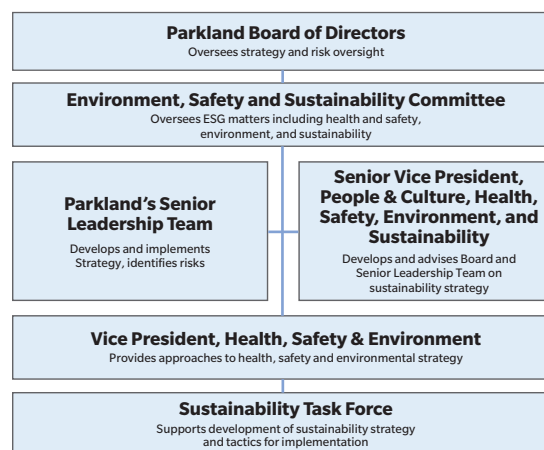 Parkland Board of Directors
Oversees strategy and risk oversight
Environment, Safety and Sustainability Committee
Oversees ESG matters including health and safety,
environment, and sustainability
Parkland's Senior
Leadership Team
Develops and implements
Strategy, identifies risks
Senior Vice President,
People & Culture, Health,
Safety, Environment, and
Sustainability
Develops and advises Board and
Senior Leadership Team on
sustainability strategy
Vice President, Health, Safety & Environment
Provides approaches to health, safety and environmental strategy
Sustainability Task Force
Supports development of sustainability strategy
and tactics for implementation